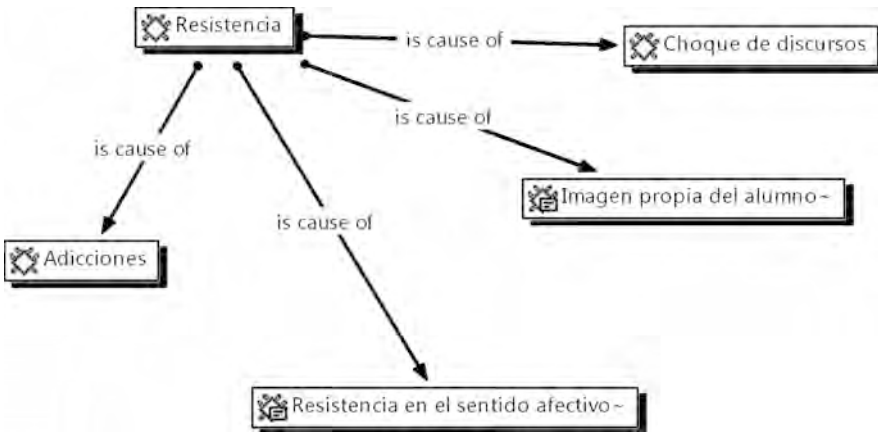 Resistencia
is cause of
Choque de discursos
is cause of
Imagen propia del alumno~
is cause of
Adicciones
is cause of
Resistencia en el sentido afectivo~